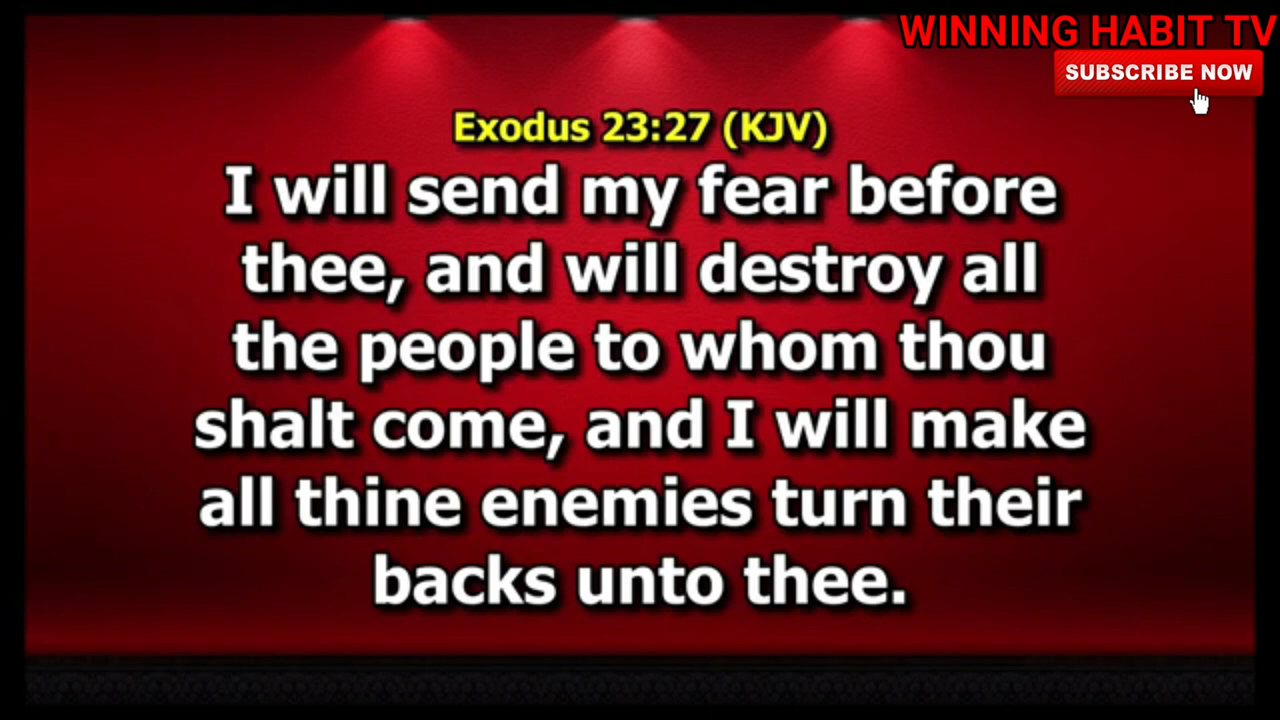 WINNING HABIT TV
SUBSCRIBE NOW
Exodus 23:27 (KJV)
I will send my fear before
thee, and will destroy all
the people to whom thou
shalt come, and I will make
all thine enemies turn their
backs unto thee.